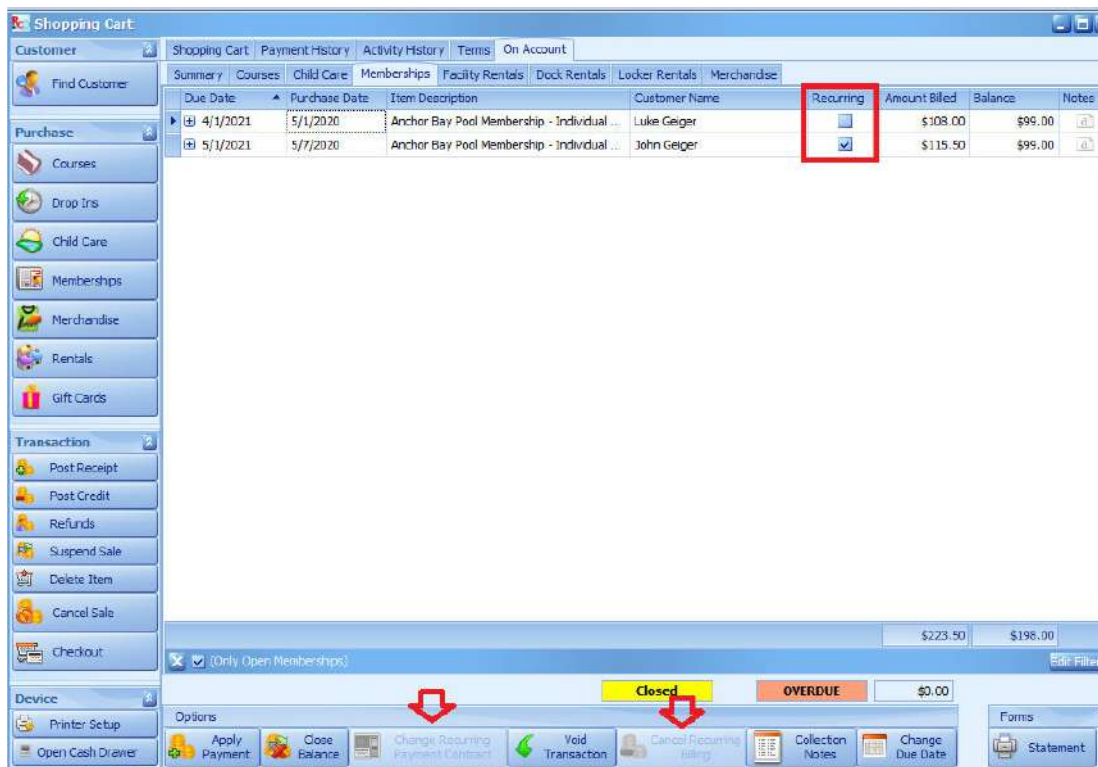 Shopping Cart
Customer
Find Customer
Purchase
Courses
Drop Ins
Child Care
Memberships
Merchandise
Rentals
Gift Cards
Transaction
Post Receipt
Post Credit
Refunds
Suspend Sale
Delete Item
Cancel Sale
Checkout
Device
Printer Setup
Open Cash Drawer
Shopping Cart Payment History Activity History Terms On Account
Summary Courses Child Care Memberships Facility Rentals Dock Rentals Locker Rentals Merchandise
Due Date Purchase Date Item Description Customer Name Recurring Amount Billed Balance Notes
4/1/2021 5/1/2020 Anchor Bay Pool Membership - Individual ... Luke Geiger $108.00 $99.00
5/1/2021 5/7/2020 Anchor Bay Pool Membership - Individual ... John Geiger $115.50 $99.00
$223.50 $198.00
(Only Open Memberships) Edit Filter
Closed OVERDUE $0.00
Options
Apply Payment
Close Balance
Change Recurring Payment Contract
Void Transaction
Cancel Recurring Billing
Collection Notes
Change Due Date
Forms
Statement